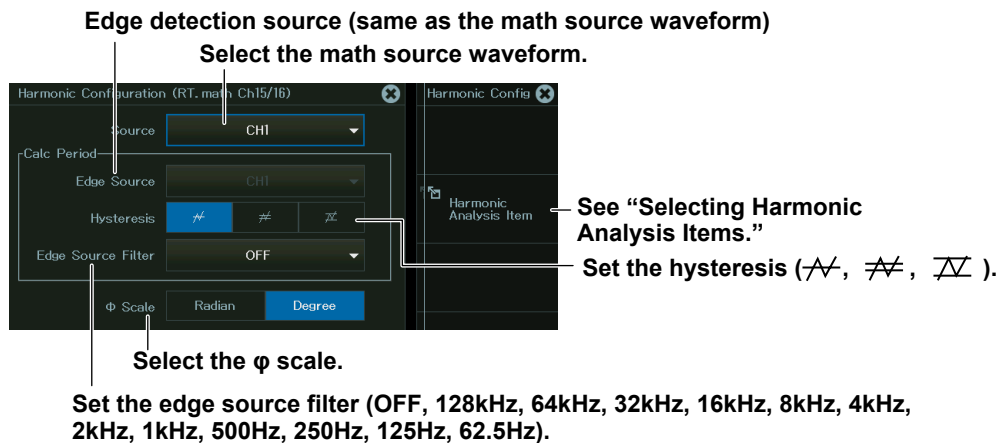 Edge detection source (same as the math source waveform)
Select the math source waveform.
Harmonic Configuration (RT. math Ch15/16)
Harmonic Config
Source
CH1
Calc Period
Edge Source
CH1
Hysteresis
Edge Source Filter
OFF
Φ Scale
Radian
Degree
Harmonic
Analysis Item
See “Selecting Harmonic
Analysis Items.”
Set the hysteresis ( , , ).
Select the φ scale.
Set the edge source filter (OFF, 128kHz, 64kHz, 32kHz, 16kHz, 8kHz, 4kHz,
2kHz, 1kHz, 500Hz, 250Hz, 125Hz, 62.5Hz).